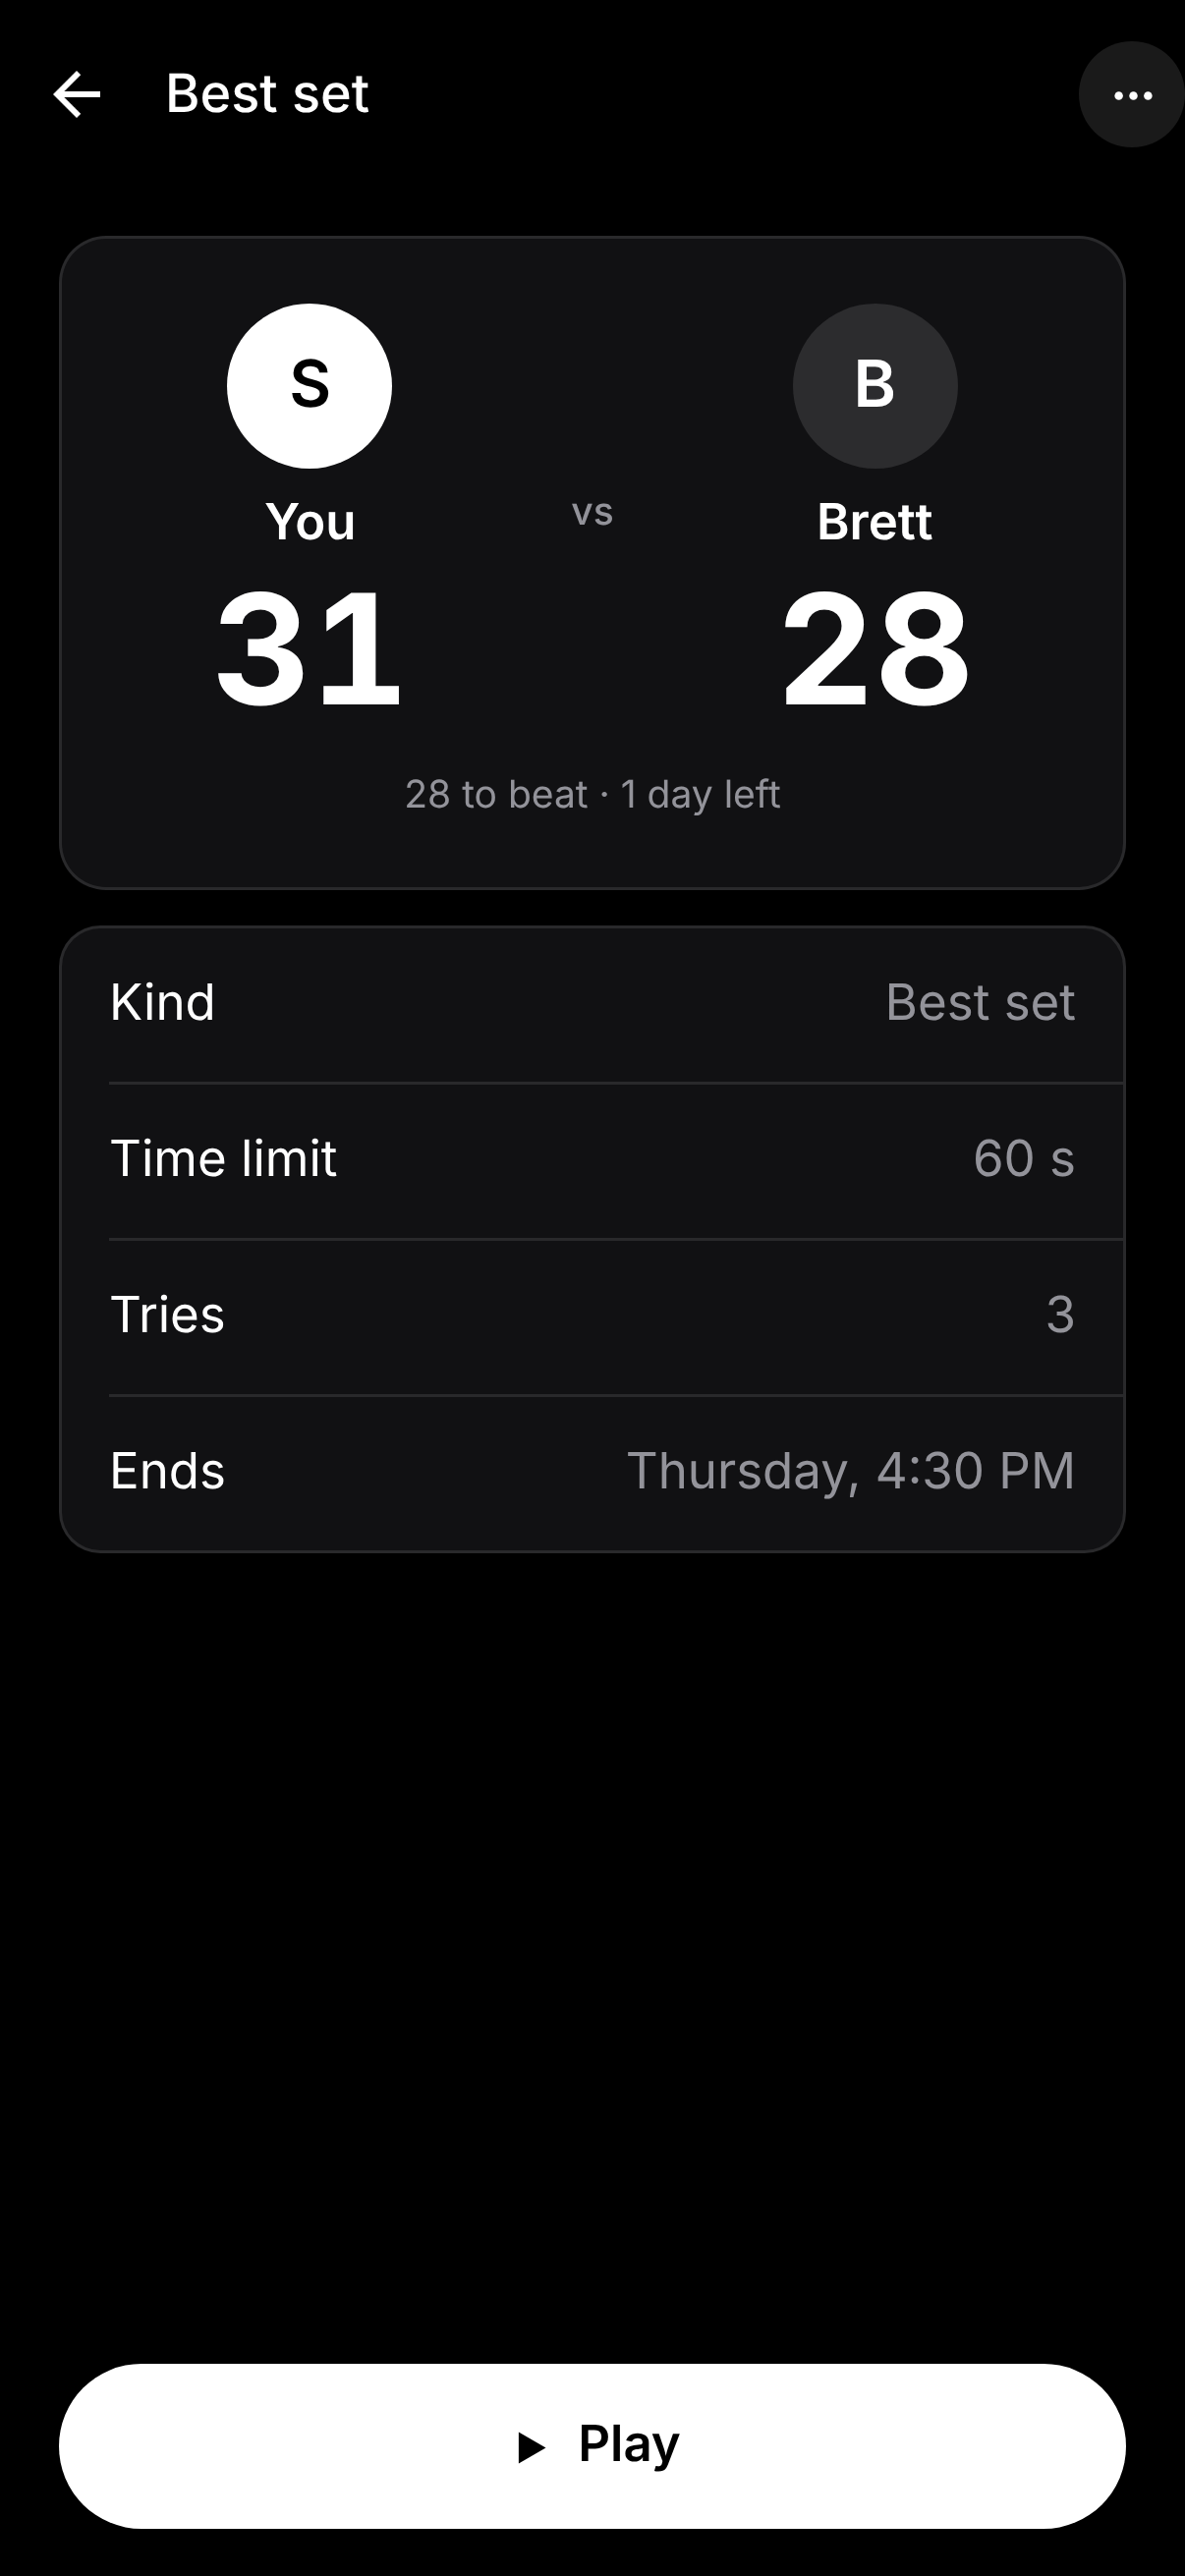 Best set
S
B
You
vs
Brett
31
28
28 to beat · 1 day left
Kind
Best set
Time limit
60 s
Tries
3
Ends
Thursday, 4:30 PM
Play